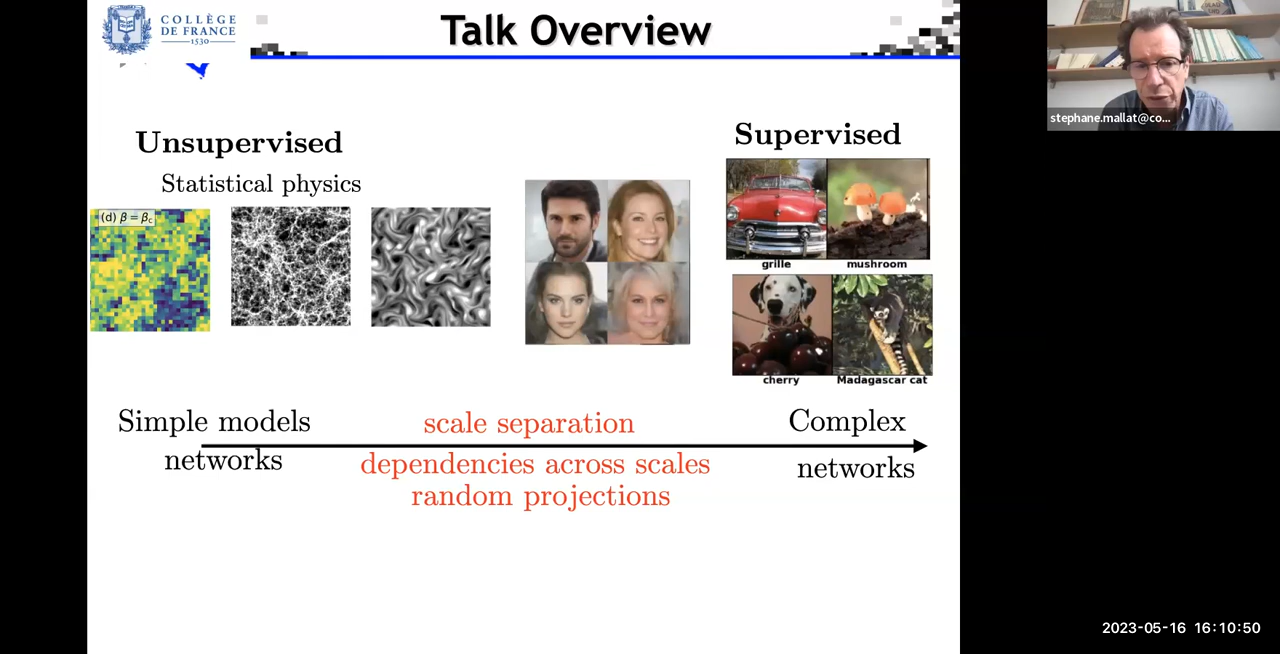 COLLÈGE
DE FRANCE
1530
Talk Overview
stephane.mallat@co...
Unsupervised
Statistical physics
(d) β = βc
Supervised
grille
mushroom
cherry
Madagascar cat
Simple models
networks
scale separation
dependencies across scales
random projections
Complex
networks
2023-05-16 16:10:50